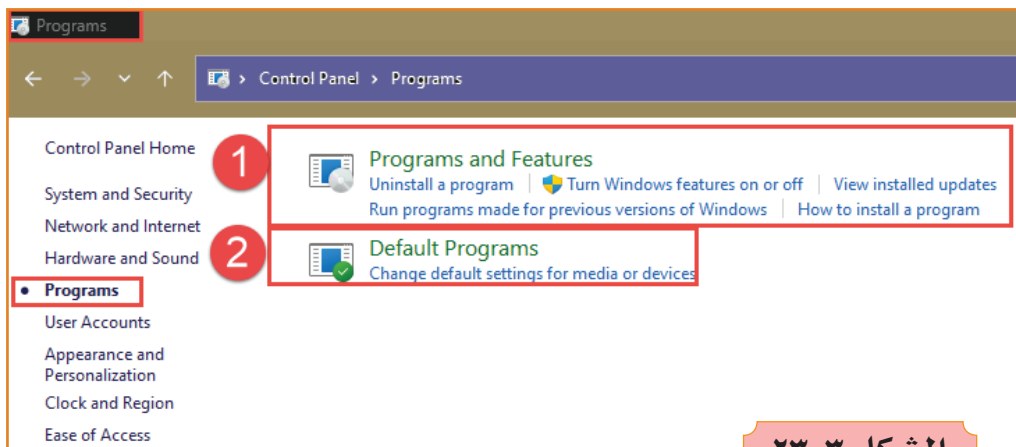 Programs
Control Panel > Programs
Control Panel Home
System and Security
Network and Internet
Hardware and Sound
Programs
User Accounts
Appearance and
Personalization
Clock and Region
Ease of Access
1
Programs and Features
Uninstall a program | Turn Windows features on or off | View installed updates
Run programs made for previous versions of Windows | How to install a program
2
Default Programs
Change default settings for media or devices
الشكل ٣-٢٣